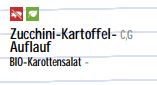 Zucchini-Kartoffel- C,G
Auflauf
BIO-Karottensalat -